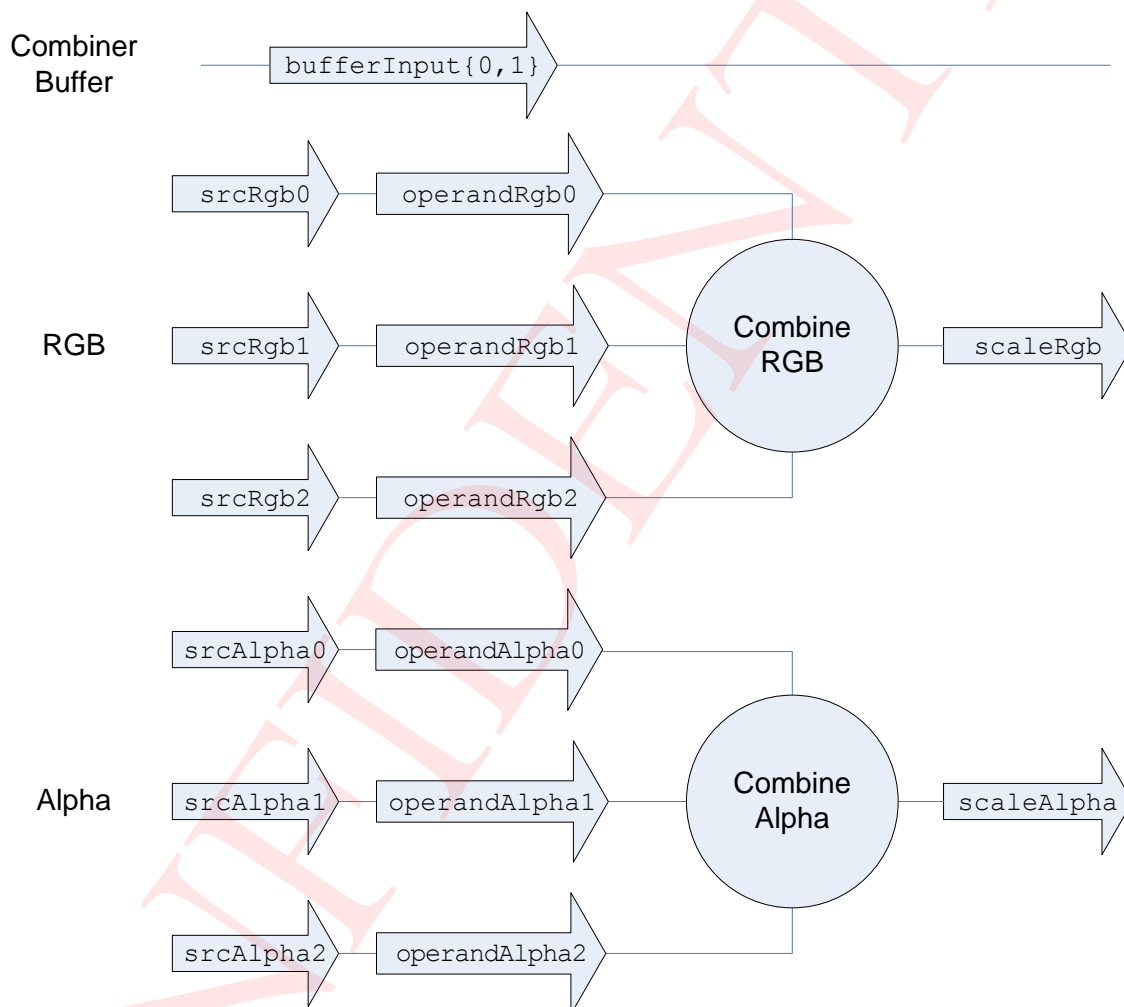 Combiner
Buffer
bufferInput{0,1}
srcRgb0
operandRgb0
RGB
srcRgb1
operandRgb1
Combine
RGB
scaleRgb
srcRgb2
operandRgb2
srcAlpha0
operandAlpha0
Alpha
srcAlpha1
operandAlpha1
Combine
Alpha
scaleAlpha
srcAlpha2
operandAlpha2
NFIDENT